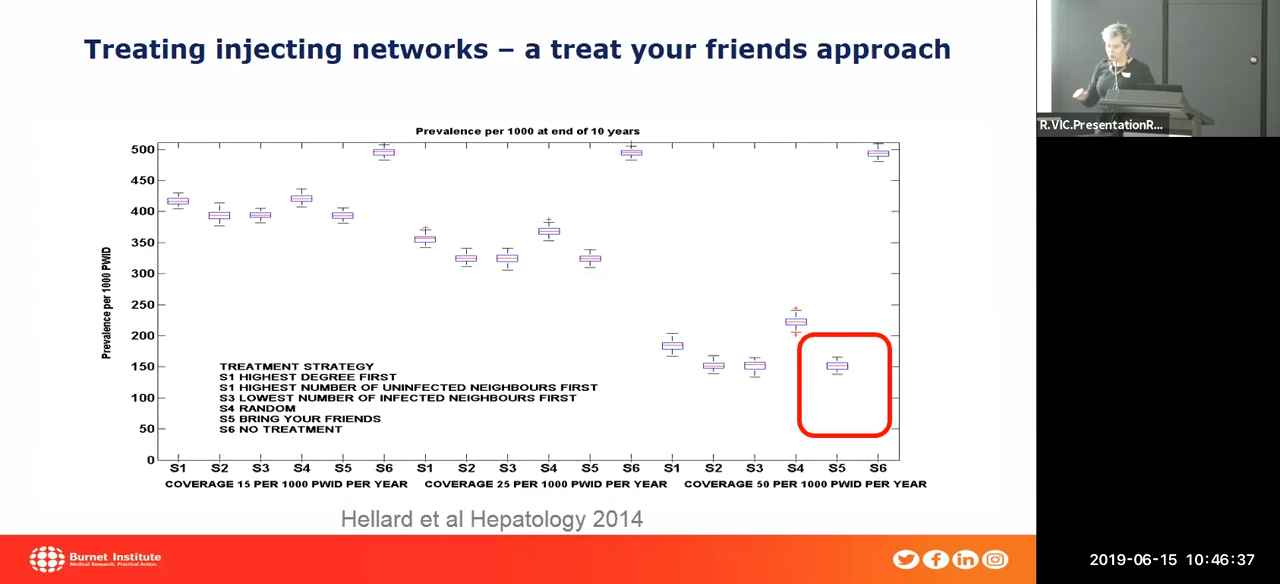 Treating injecting networks – a treat your friends approach
R.VIC.PresentationR...
Prevalence per 1000 at end of 10 years
Prevalence per 1000 PWID
500
450
400
350
300
250
200
150
100
50
0
TREATMENT STRATEGY
S1 HIGHEST DEGREE FIRST
S1 HIGHEST NUMBER OF UNINFECTED NEIGHBOURS FIRST
S3 LOWEST NUMBER OF INFECTED NEIGHBOURS FIRST
S4 RANDOM
S5 BRING YOUR FRIENDS
S6 NO TREATMENT
S1 S2 S3 S4 S5 S6 S1 S2 S3 S4 S5 S6 S1 S2 S3 S4 S5 S6
COVERAGE 15 PER 1000 PWID PER YEAR COVERAGE 25 PER 1000 PWID PER YEAR COVERAGE 50 PER 1000 PWID PER YEAR
Hellard et al Hepatology 2014
Burnet Institute
Medical Research. Practical Action.
2019-06-15 10:46:37